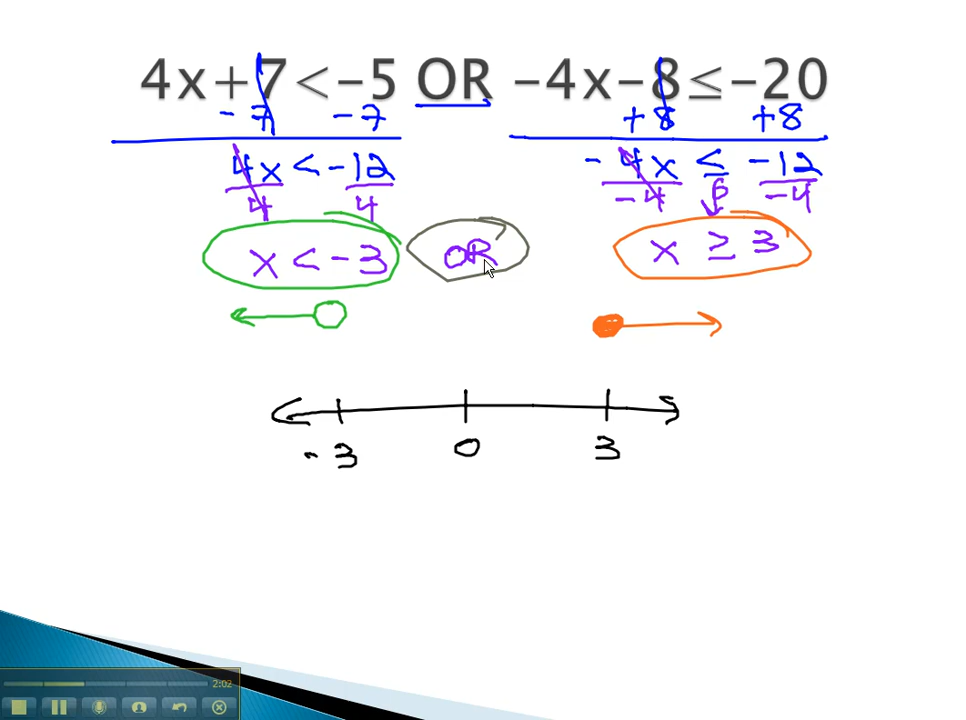 4x+7<-5 OR -4x-8≤-20
-7 -7 +8 +8
4x < -12 -4x ≤ -12
4 4 -4 -4
x < -3 OR x ≥ 3
-3 0 3
2:02